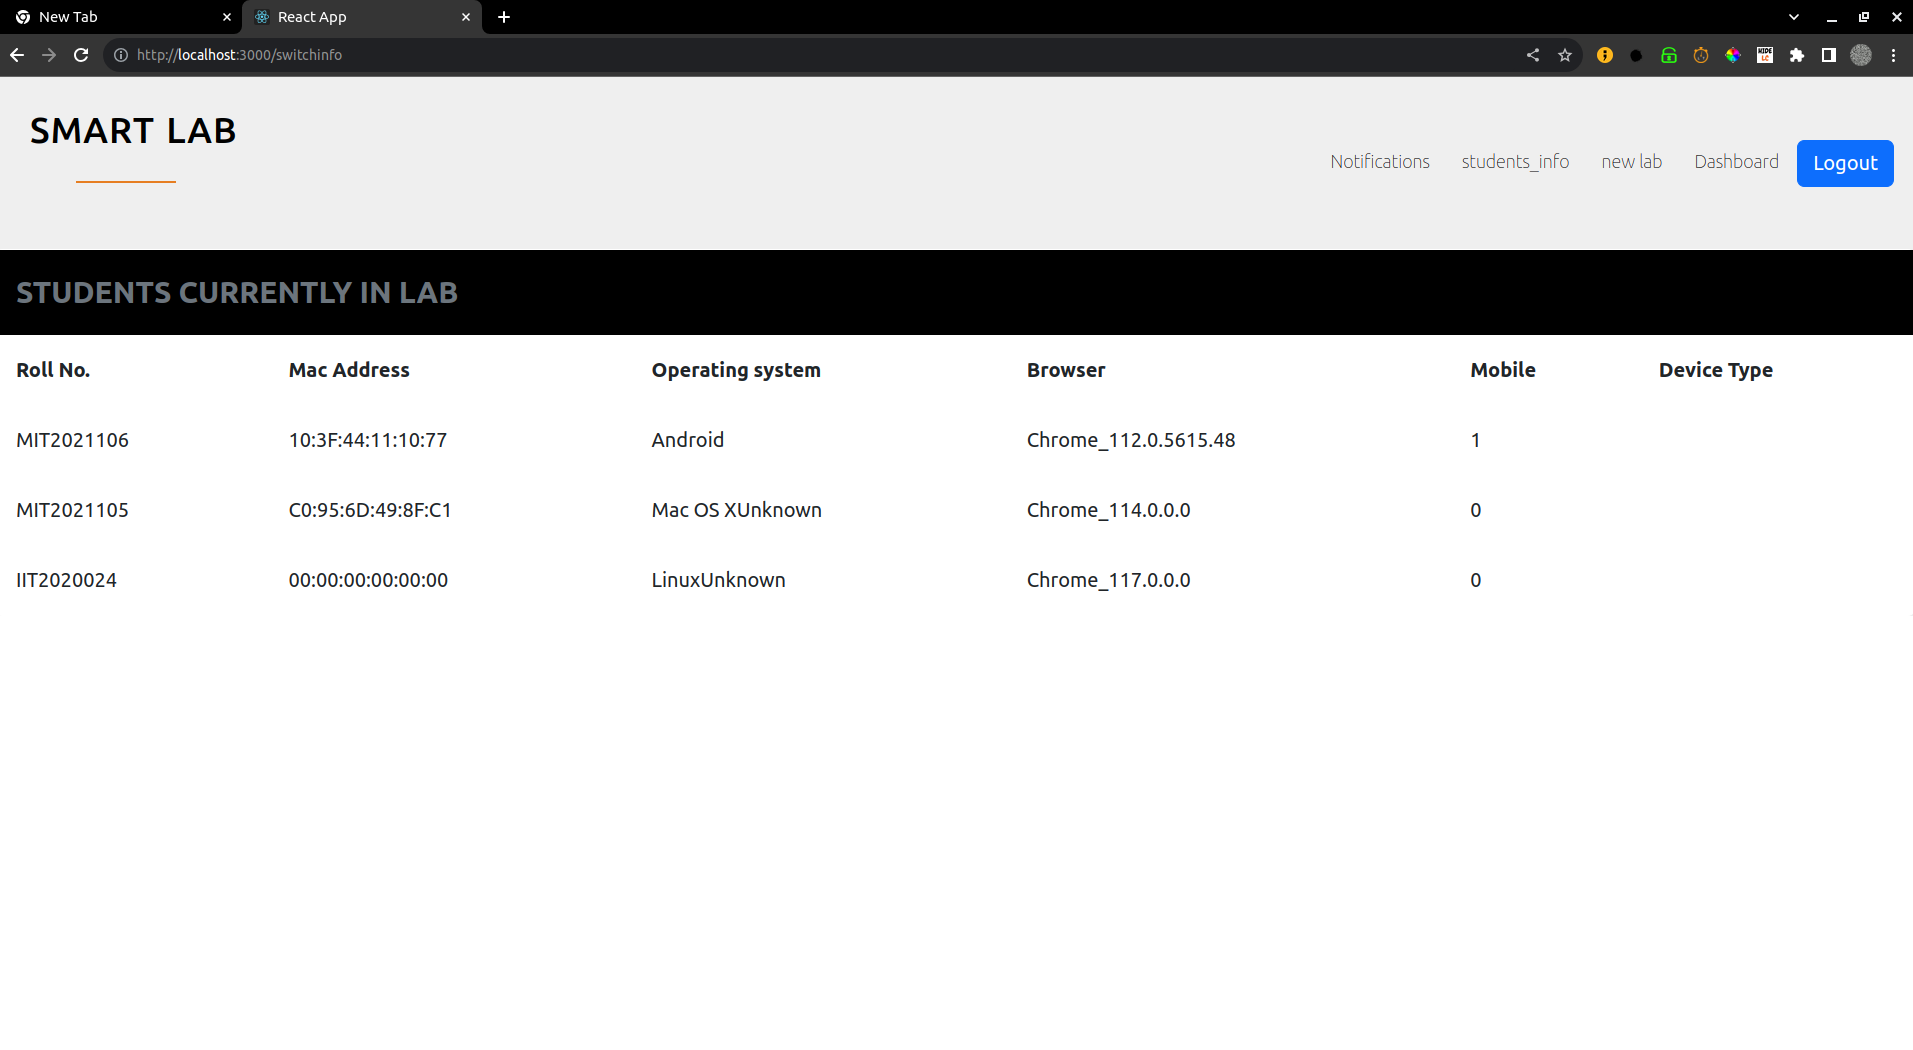 New Tab
React App
http://localhost:3000/switchinfo
SMART LAB
Notifications students_info new lab Dashboard Logout
STUDENTS CURRENTLY IN LAB
Roll No. Mac Address Operating system Browser Mobile Device Type
MIT2021106 10:3F:44:11:10:77 Android Chrome_112.0.5615.48 1
MIT2021105 C0:95:6D:49:8F:C1 Mac OS XUnknown Chrome_114.0.0.0 0
IIT2020024 00:00:00:00:00:00 LinuxUnknown Chrome_117.0.0.0 0